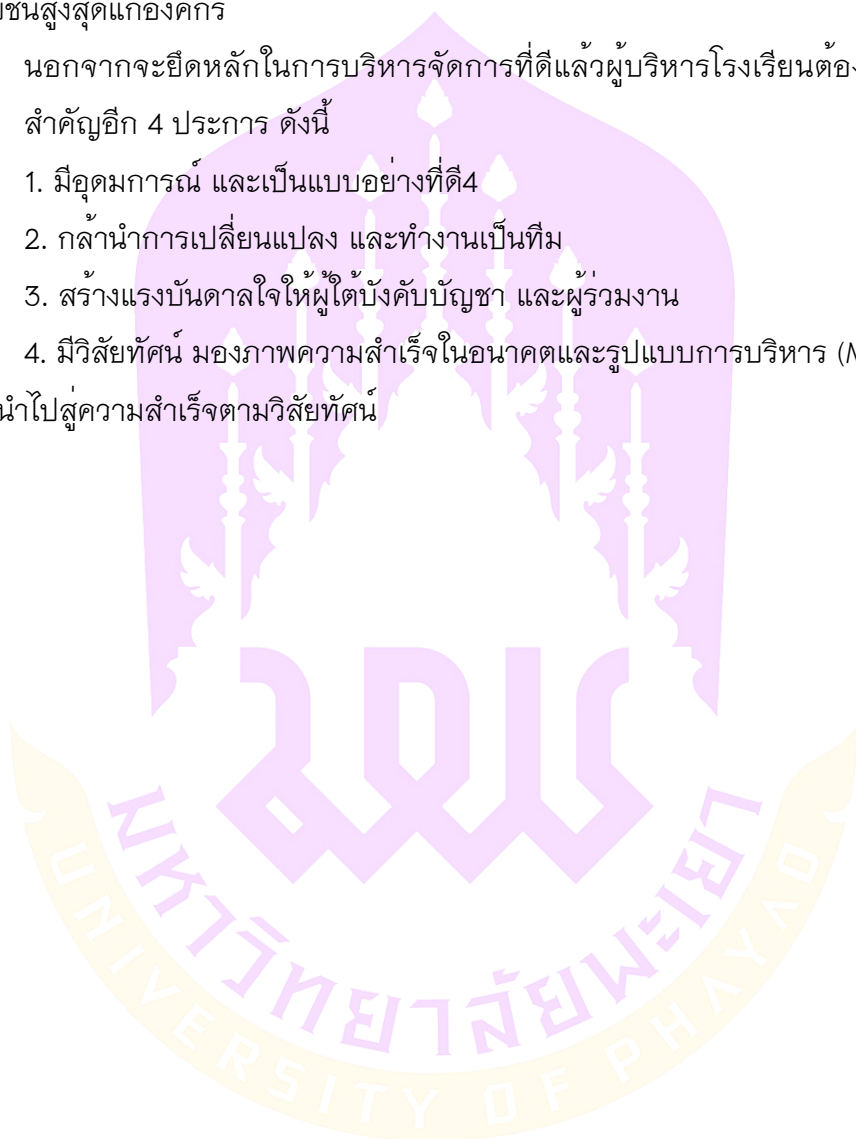 ยชนสูงสุดแก่องค์กร
นอกจากจะยึดหลักในการบริหารจัดการที่ดีแล้วผู้บริหารโรงเรียนต้อง
สำคัญอีก 4 ประการ ดังนี้
1. มีอุดมการณ์ และเป็นแบบอย่างที่ดี4
2. กล้านำการเปลี่ยนแปลง และทำงานเป็นทีม
3. สร้างแรงบันดาลใจให้ผู้ใต้บังคับบัญชา และผู้ร่วมงาน
4. มีวิสัยทัศน์ มองภาพความสำเร็จในอนาคตและรูปแบบการบริหาร
นำไปสู่ความสำเร็จตามวิสัยทัศน์
มหาวิทยาลัยพะเยา
UNIVERSITY OF PHAYAO